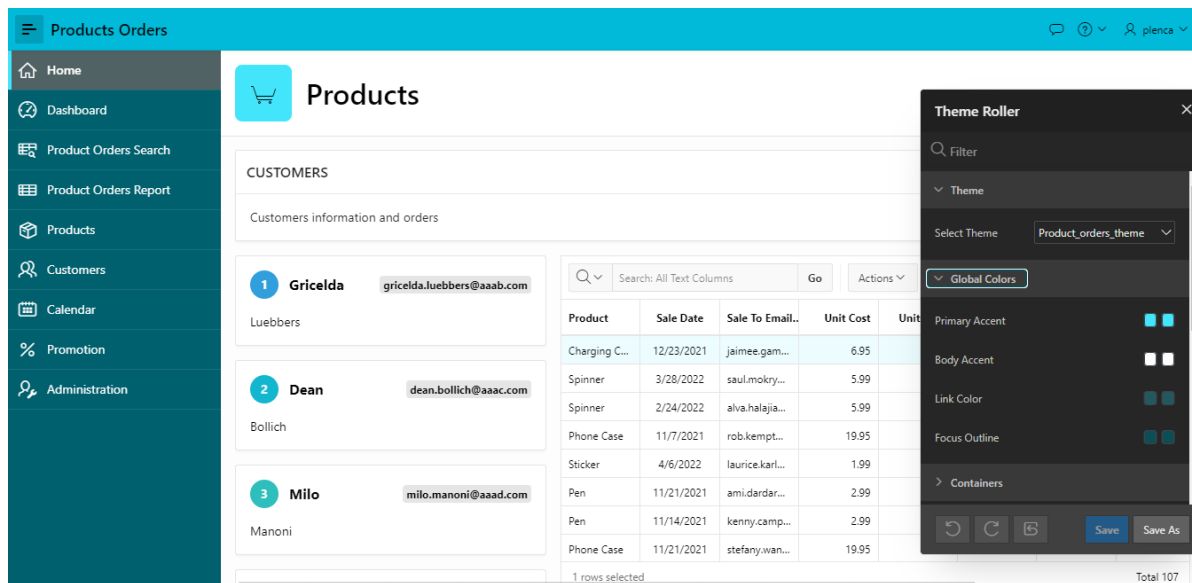 Products Orders
plenca
Home
Dashboard
Product Orders Search
Product Orders Report
Products
Customers
Calendar
Promotion
Administration
Products
CUSTOMERS
Customers information and orders
1 Gricelda gricelda.luebbers@aaab.com
Luebbers
2 Dean dean.bollich@aaac.com
Bollich
3 Milo milo.manoni@aaad.com
Manoni
Search: All Text Columns Go Actions
Product Sale Date Sale To Email.. Unit Cost Unit
Charging C... 12/23/2021 jaimee.gam... 6.95
Spinner 3/28/2022 saul.mokry... 5.99
Spinner 2/24/2022 alva.halajia... 5.99
Phone Case 11/7/2021 rob.kempt... 19.95
Sticker 4/6/2022 laurice.karl... 1.99
Pen 11/21/2021 ami.dardar... 2.99
Pen 11/14/2021 kenny.camp... 2.99
Phone Case 11/21/2021 stefany.wan... 19.95
1 rows selected Total 107
Theme Roller
Filter
Theme
Select Theme Product_orders_theme
Global Colors
Primary Accent
Body Accent
Link Color
Focus Outline
Containers
Save Save As